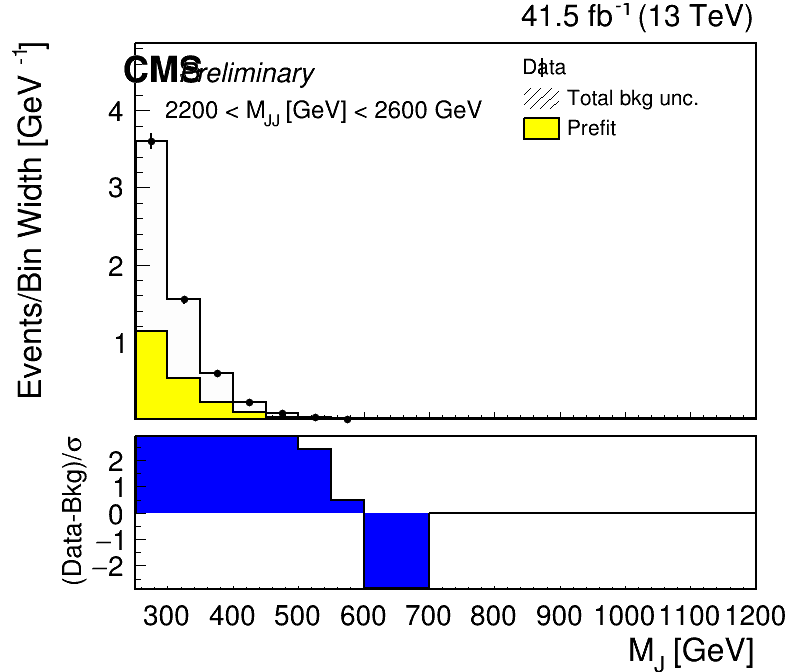 41.5 fb⁻¹ (13 TeV)
CMS Preliminary
2200 < M_JJ [GeV] < 2600 GeV
Data
Total bkg unc.
Prefit
Events/Bin Width [GeV⁻¹]
4
3
2
1
(Data-Bkg)/σ
2
1
0
−1
−2
300 400 500 600 700 800 900 1000 1100 1200
M_J [GeV]